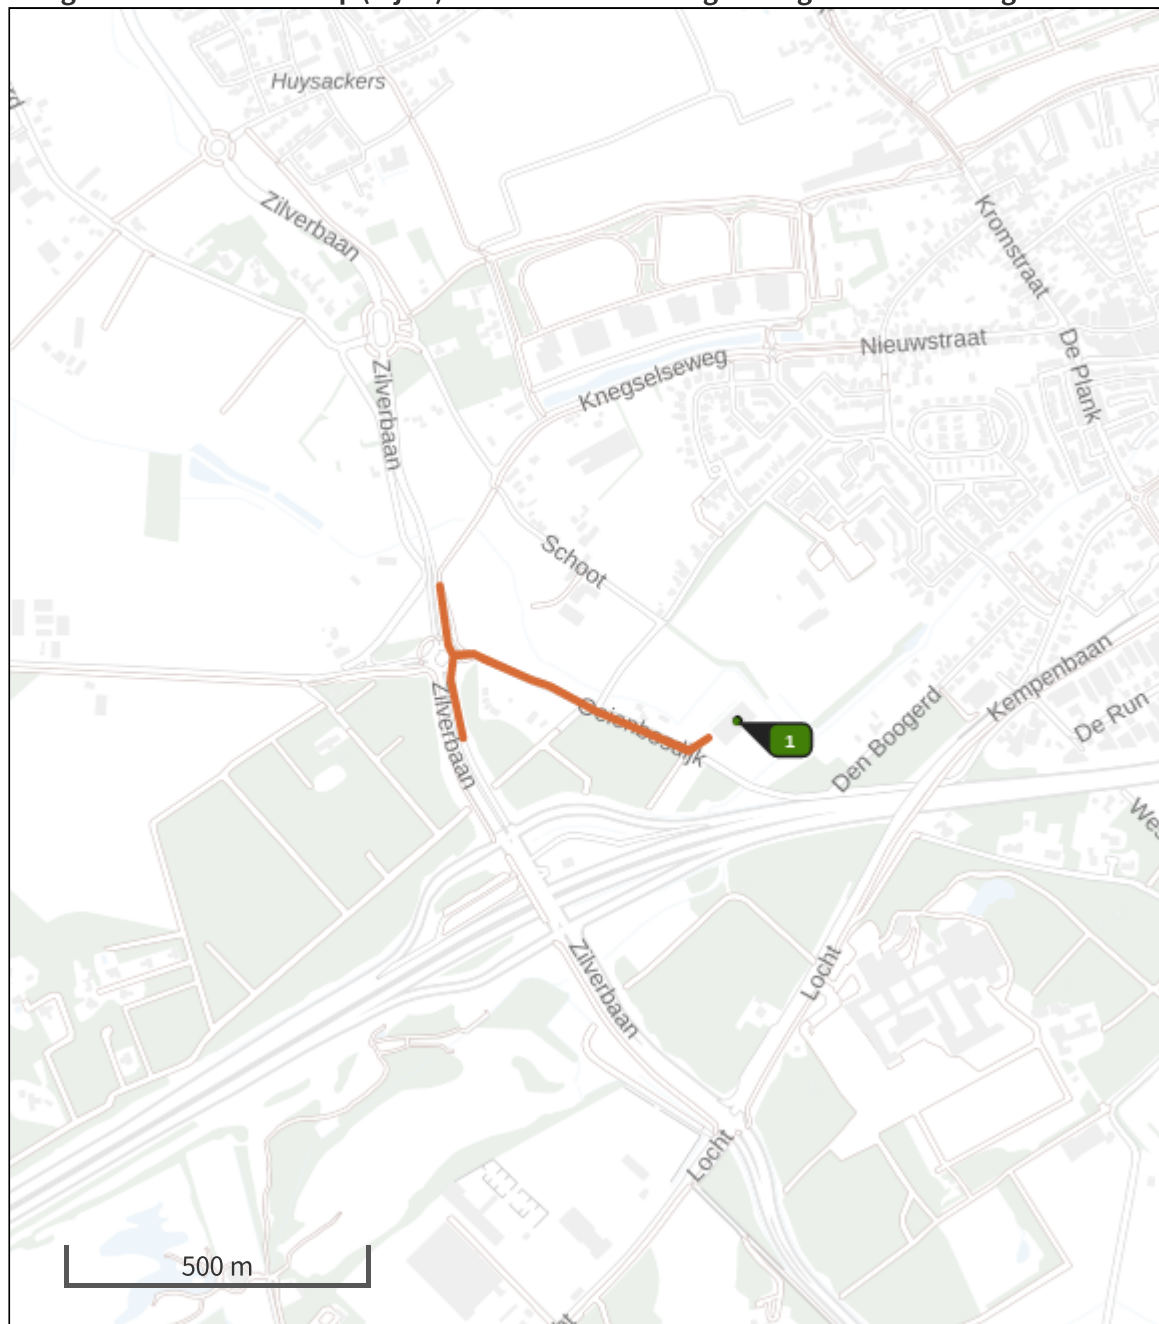 Huysackers
Zilverbaan
Kromstraat
Nieuwstraat
De Plank
Zilverbaan
Knegselseweg
Schoot
Zilverbaan
Kempenbaan
De Run
Den Boogerd
1
Zilverbaan
Locht
Locht
500 m